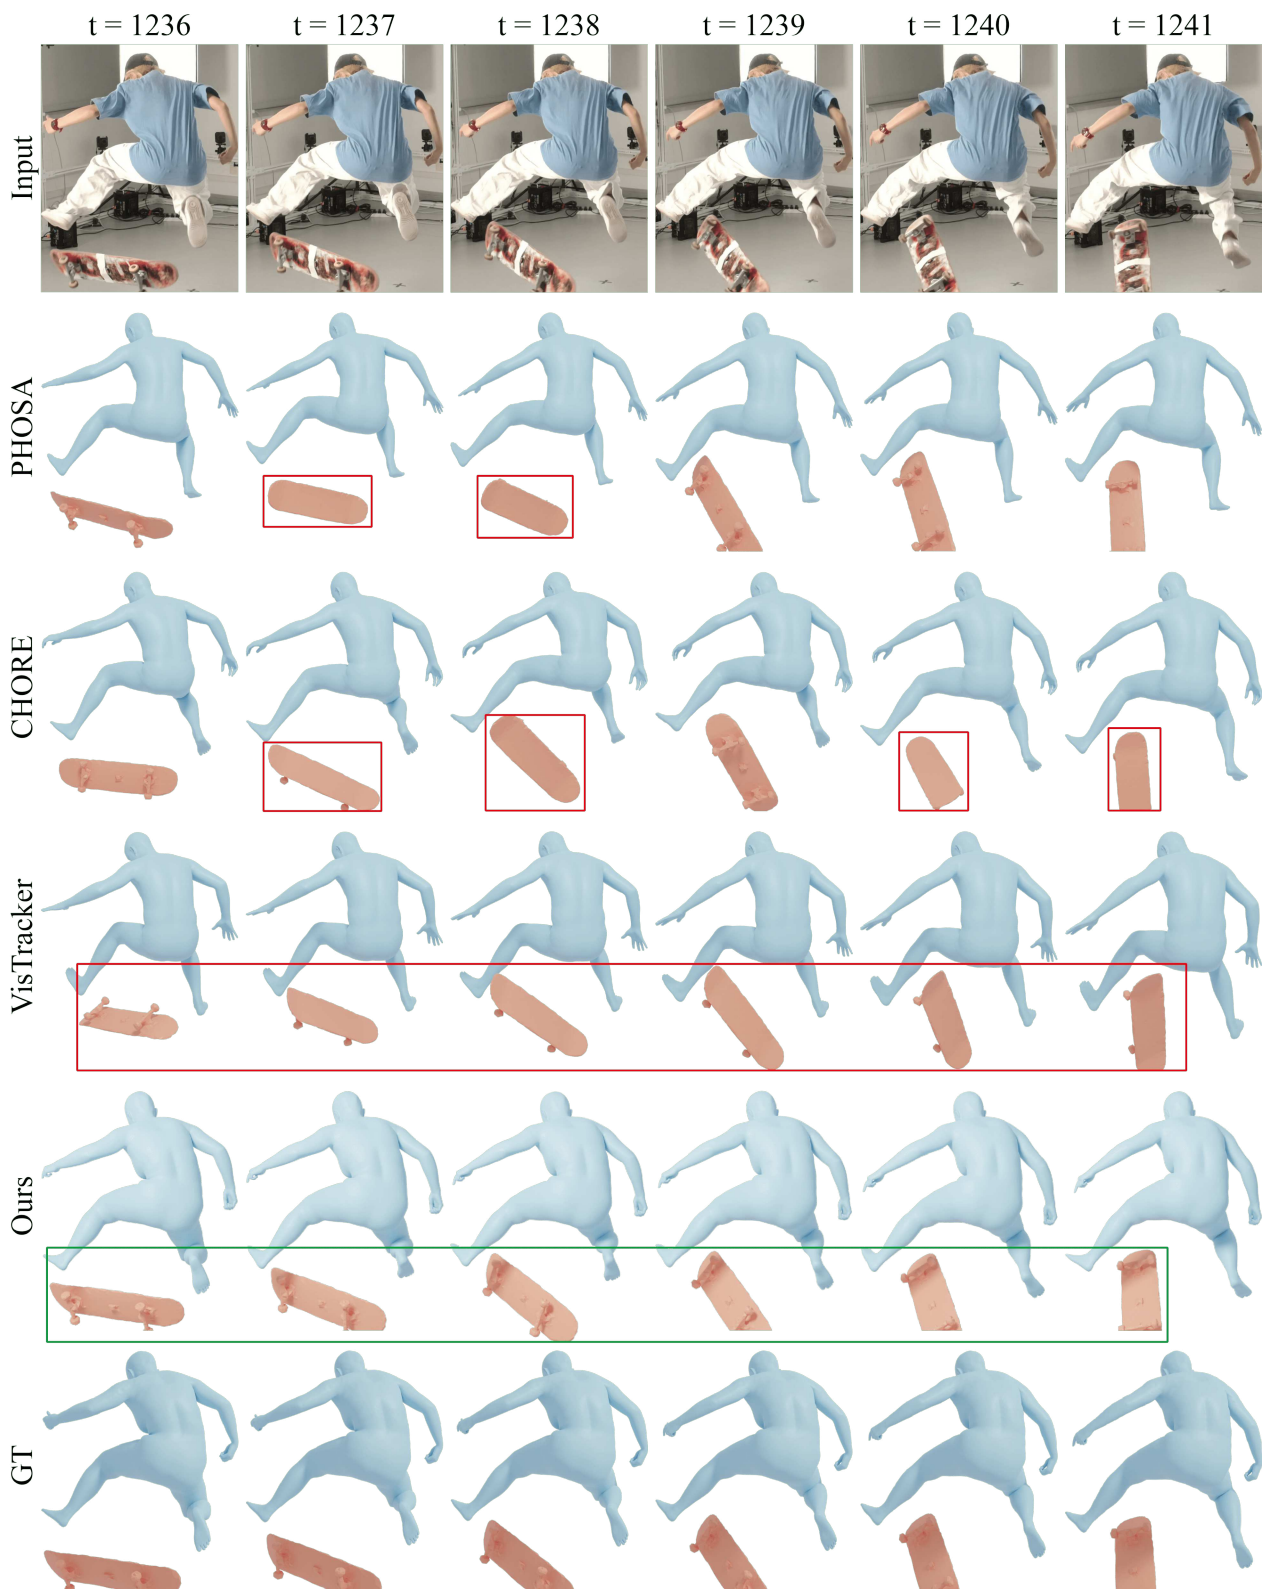 t = 1236 t = 1237 t = 1238 t = 1239 t = 1240 t = 1241
Input
PHOSA
CHORE
VisTracker
Ours
GT